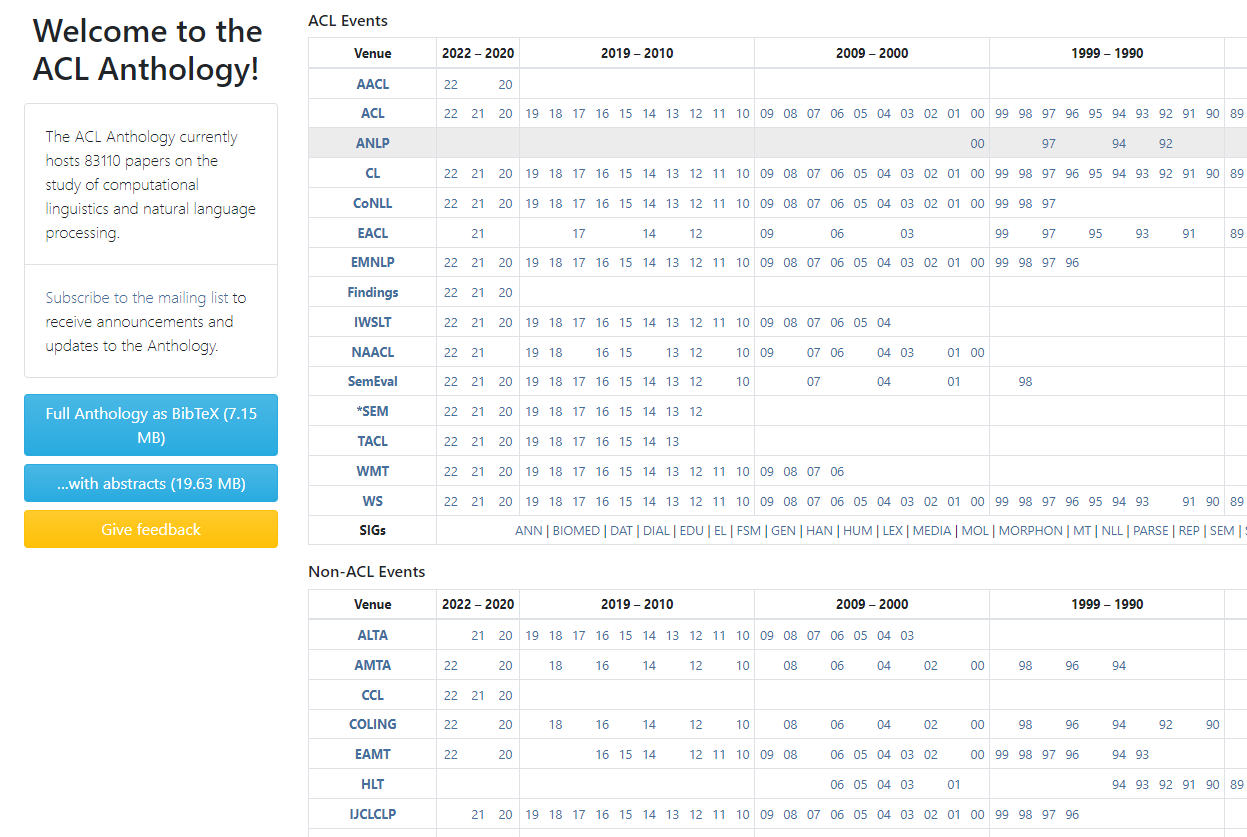 Welcome to the
ACL Anthology!
The ACL Anthology currently
hosts 83110 papers on the
study of computational
linguistics and natural language
processing.
Subscribe to the mailing list to
receive announcements and
updates to the Anthology.
Full Anthology as BibTeX (7.15
MB)
...with abstracts (19.63 MB)
Give feedback
ACL Events
Venue 2022 – 2020 2019 – 2010 2009 – 2000 1999 – 1990
AACL 22 20
ACL 22 21 20 19 18 17 16 15 14 13 12 11 10 09 08 07 06 05 04 03 02 01 00 99 98 97 96 95 94 93 92 91 90 89
ANLP 00 97 94 92
CL 22 21 20 19 18 17 16 15 14 13 12 11 10 09 08 07 06 05 04 03 02 01 00 99 98 97 96 95 94 93 92 91 90 89
CoNLL 22 21 20 19 18 17 16 15 14 13 12 11 10 09 08 07 06 05 04 03 02 01 00 99 98 97
EACL 21 17 14 12 09 06 03 99 97 95 93 91 89
EMNLP 22 21 20 19 18 17 16 15 14 13 12 11 10 09 08 07 06 05 04 03 02 01 00 99 98 97 96
Findings 22 21 20
IWSLT 22 21 20 19 18 17 16 15 14 13 12 11 10 09 08 07 06 05 04
NAACL 22 21 19 18 16 15 13 12 10 09 07 06 04 03 01 00
SemEval 22 21 20 19 18 17 16 15 14 13 12 10 07 04 01 98
*SEM 22 21 20 19 18 17 16 15 14 13 12
TACL 22 21 20 19 18 17 16 15 14 13
WMT 22 21 20 19 18 17 16 15 14 13 12 11 10 09 08 07 06
WS 22 21 20 19 18 17 16 15 14 13 12 11 10 09 08 07 06 05 04 03 02 01 00 99 98 97 96 95 94 93 91 90 89
SIGs ANN | BIOMED | DAT | DIAL | EDU | EL | FSM | GEN | HAN | HUM | LEX | MEDIA | MOL | MORPHON | MT | NLL | PARSE | REP | SEM |
Non-ACL Events
Venue 2022 – 2020 2019 – 2010 2009 – 2000 1999 – 1990
ALTA 21 20 19 18 17 16 15 14 13 12 11 10 09 08 07 06 05 04 03
AMTA 22 20 18 16 14 12 10 08 06 04 02 00 98 96 94
CCL 22 21 20
COLING 22 20 18 16 14 12 10 08 06 04 02 00 98 96 94 92 90
EAMT 22 20 16 15 14 12 11 10 09 08 06 05 04 03 02 00 99 98 97 96 94 93
HLT 06 05 04 03 01 94 93 92 91 90 89
IJCLCLP 21 20 19 18 17 16 15 14 13 12 11 10 09 08 07 06 05 04 03 02 01 00 99 98 97 96